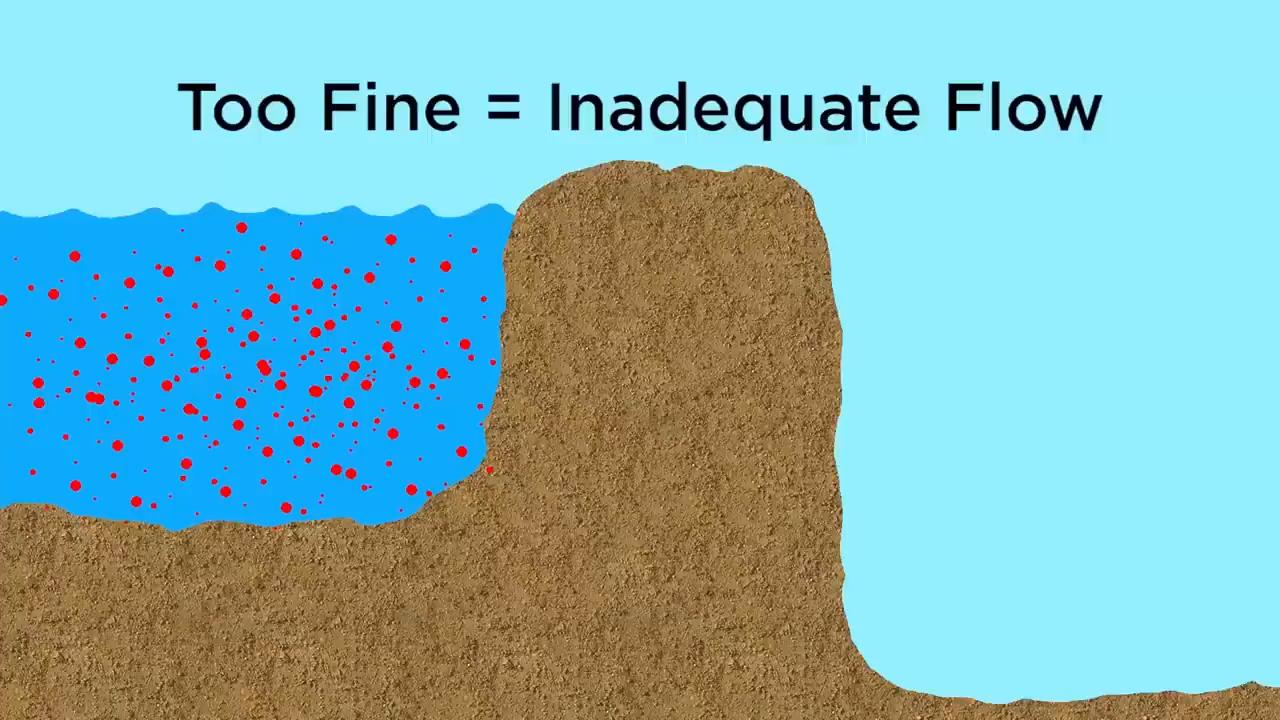 Too Fine = Inadequate Flow